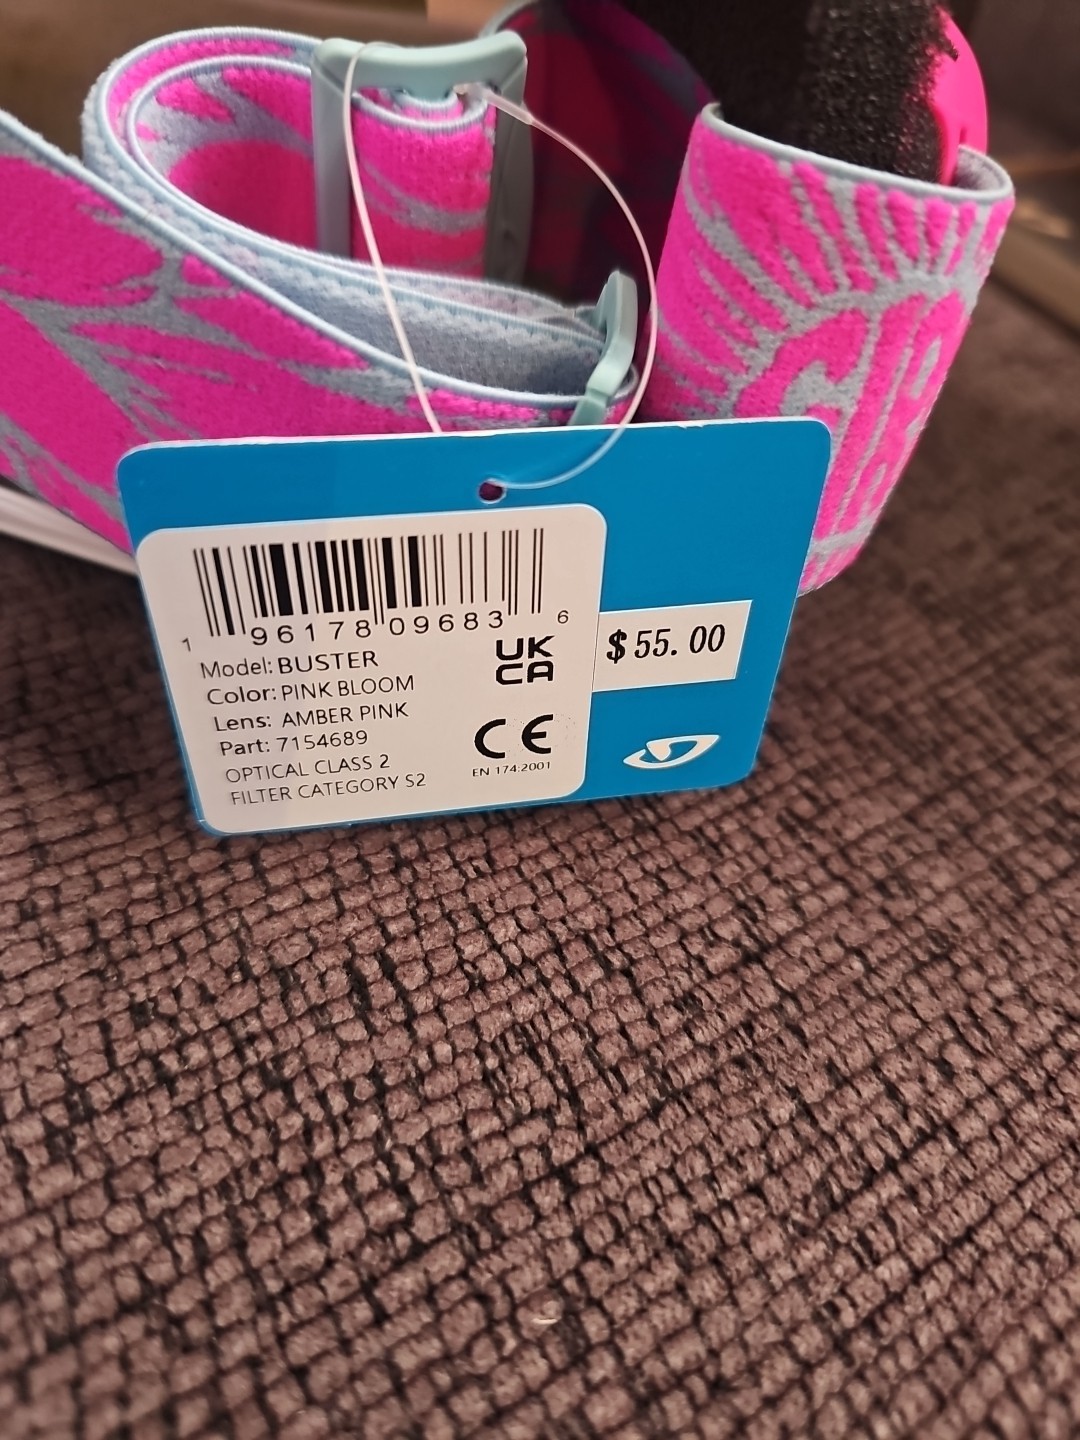 1 96178 09683 6
Model: BUSTER
Color: PINK BLOOM
Lens: AMBER PINK
Part: 7154689
OPTICAL CLASS 2
FILTER CATEGORY S2
UK
CA
CE
EN 174:2001
$55.00